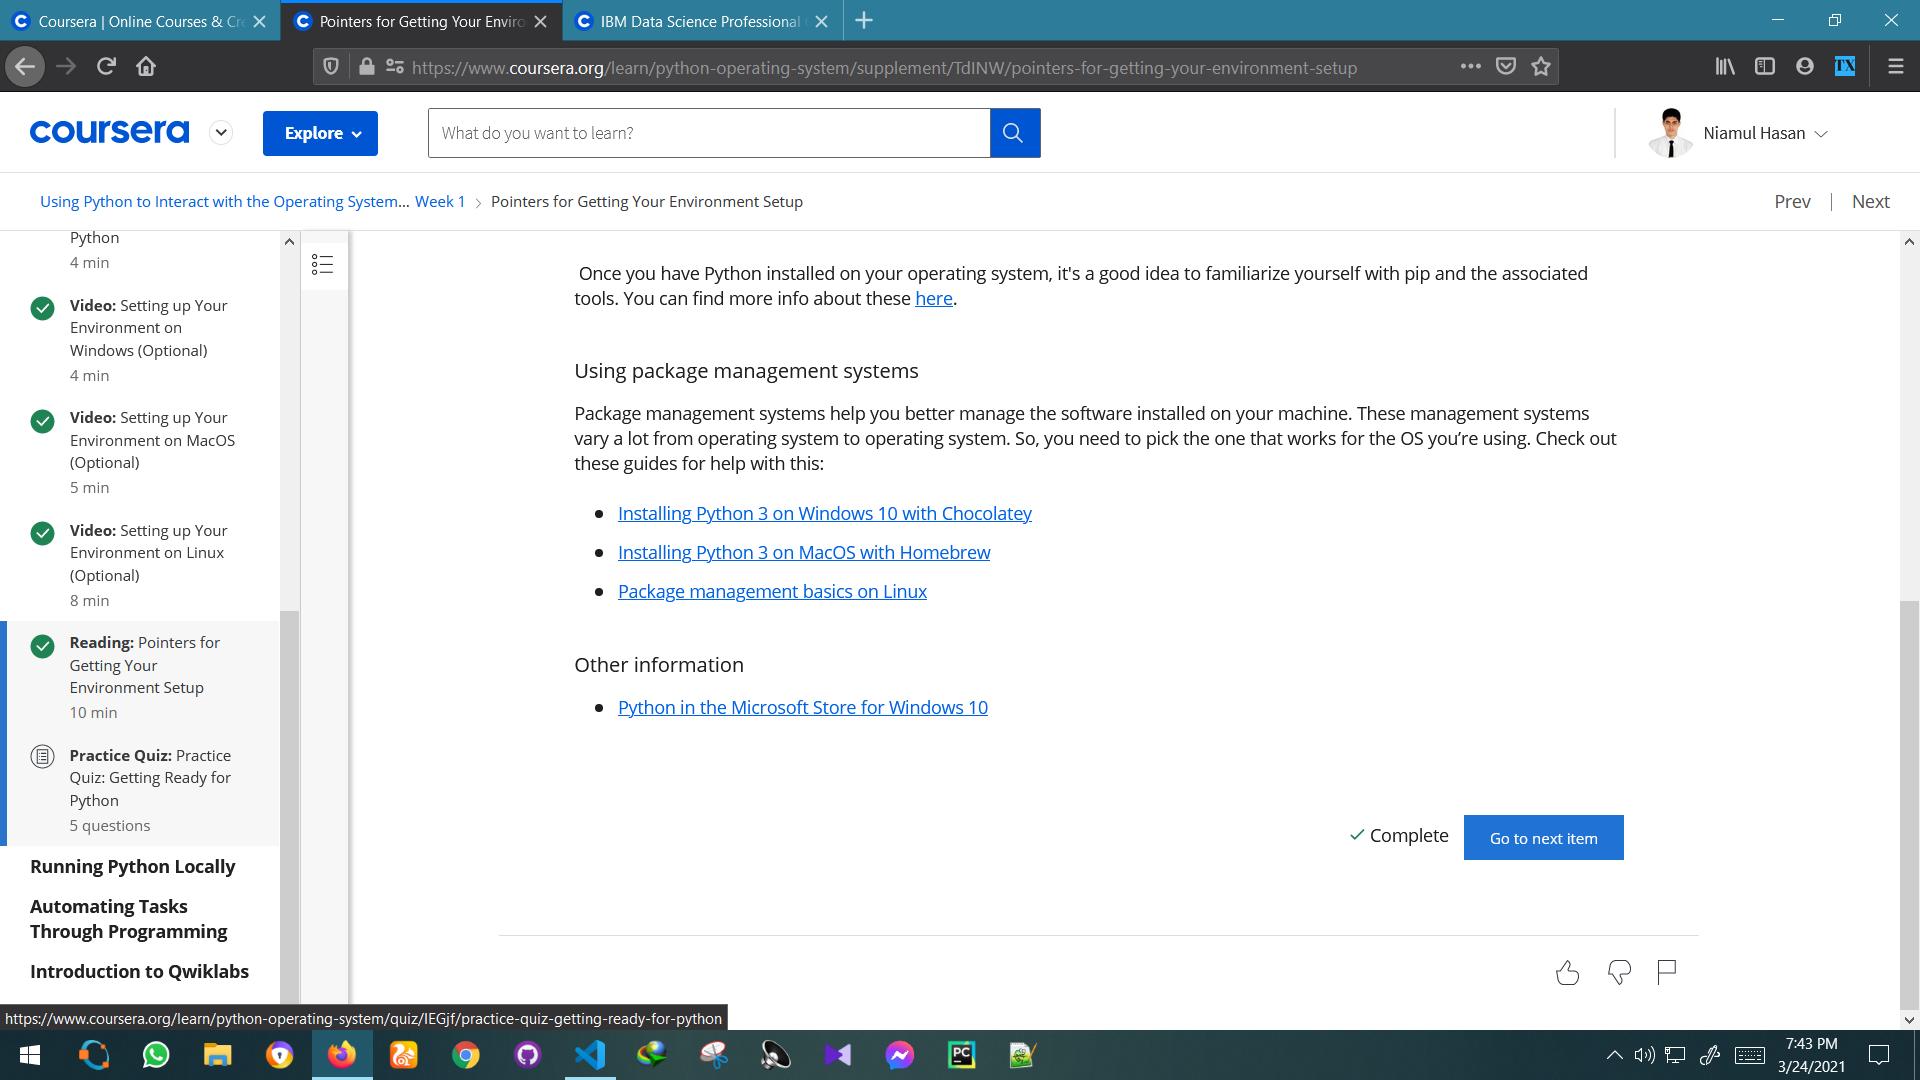 Coursera | Online Courses & Cre
Pointers for Getting Your Enviro
IBM Data Science Professional
https://www.coursera.org/learn/python-operating-system/supplement/TdINW/pointers-for-getting-your-environment-setup
TX
coursera
Explore
What do you want to learn?
Niamul Hasan
Using Python to Interact with the Operating System... Week 1 > Pointers for Getting Your Environment Setup
Prev | Next
Python
4 min
Video: Setting up Your
Environment on
Windows (Optional)
4 min
Video: Setting up Your
Environment on MacOS
(Optional)
5 min
Video: Setting up Your
Environment on Linux
(Optional)
8 min
Reading: Pointers for
Getting Your
Environment Setup
10 min
Practice Quiz: Practice
Quiz: Getting Ready for
Python
5 questions
Running Python Locally
Automating Tasks
Through Programming
Introduction to Qwiklabs
Once you have Python installed on your operating system, it's a good idea to familiarize yourself with pip and the associated
tools. You can find more info about these here.
Using package management systems
Package management systems help you better manage the software installed on your machine. These management systems
vary a lot from operating system to operating system. So, you need to pick the one that works for the OS you’re using. Check out
these guides for help with this:
Installing Python 3 on Windows 10 with Chocolatey
Installing Python 3 on MacOS with Homebrew
Package management basics on Linux
Other information
Python in the Microsoft Store for Windows 10
Complete
Go to next item
https://www.coursera.org/learn/python-operating-system/quiz/IEGjf/practice-quiz-getting-ready-for-python
PC
7:43 PM
3/24/2021